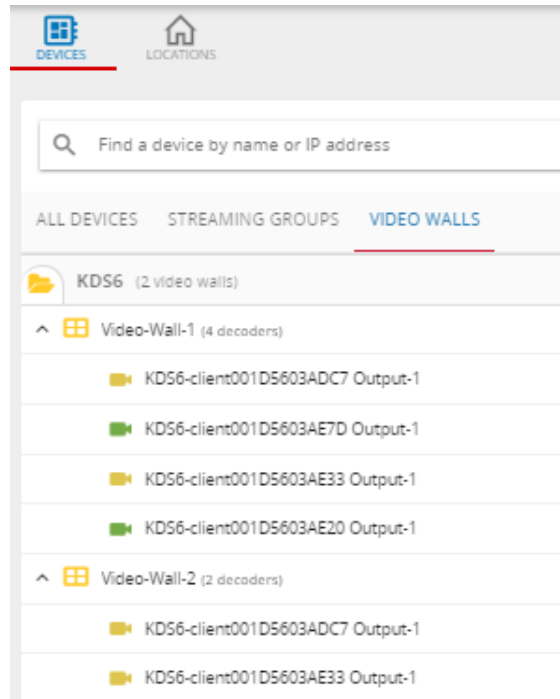 DEVICES LOCATIONS
Find a device by name or IP address
ALL DEVICES STREAMING GROUPS VIDEO WALLS
KDS6 (2 video walls)
Video-Wall-1 (4 decoders)
KDS6-client001D5603ADC7 Output-1
KDS6-client001D5603AE7D Output-1
KDS6-client001D5603AE33 Output-1
KDS6-client001D5603AE20 Output-1
Video-Wall-2 (2 decoders)
KDS6-client001D5603ADC7 Output-1
KDS6-client001D5603AE33 Output-1